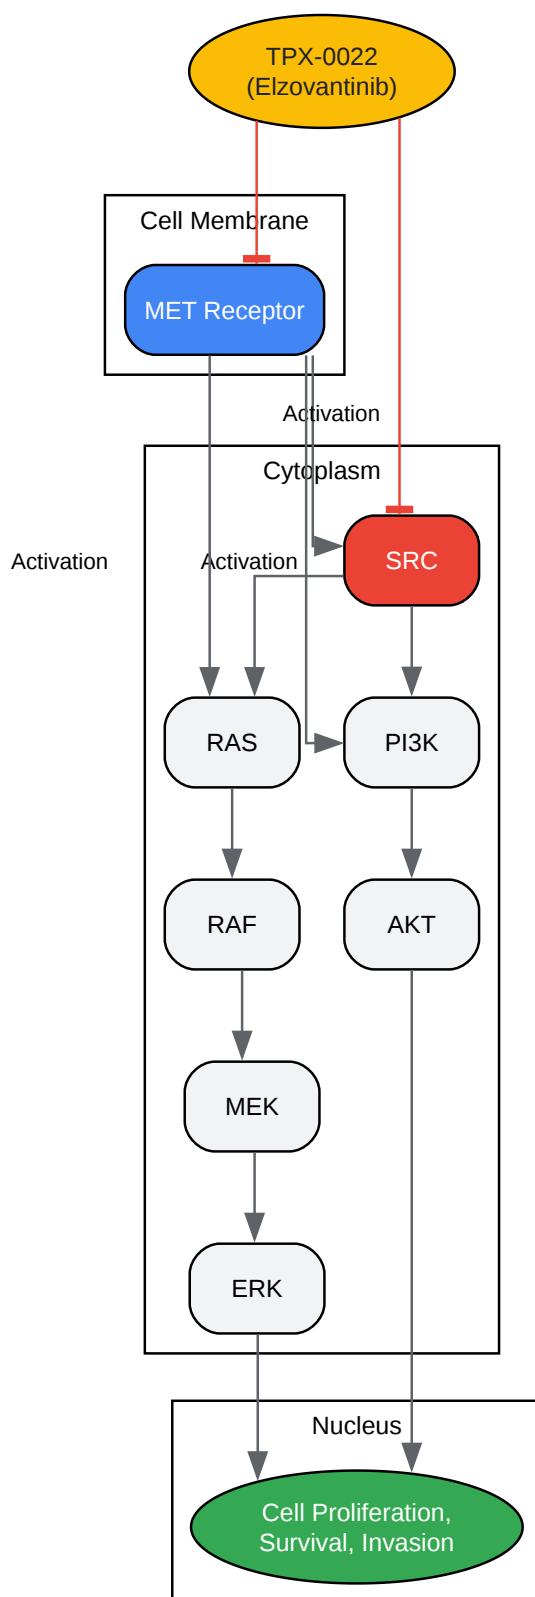 TPX-0022
(Elzovantinib)
Cell Membrane
MET Receptor
Activation
Cytoplasm
Activation
Activation
SRC
RAS
PI3K
RAF
AKT
MEK
ERK
Nucleus
Cell Proliferation,
Survival, Invasion